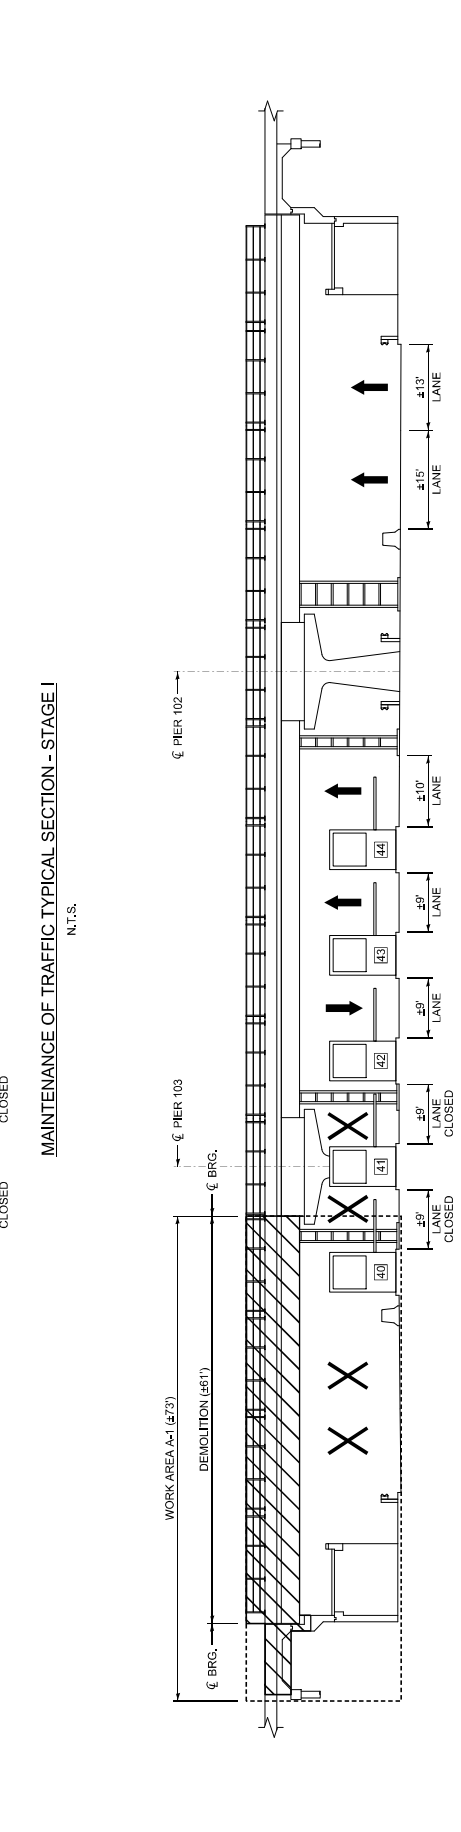 CLOSED CLOSED
MAINTENANCE OF TRAFFIC TYPICAL SECTION - STAGE I
N.T.S.
WORK AREA A-1 (±73')
℄ PIER 103
℄ PIER 102
℄ BRG.
DEMOLITION (±61')
℄ BRG.
40
41
42
43
44
±9'
LANE
CLOSED
±9'
LANE
CLOSED
±9'
LANE
±9'
LANE
±10'
LANE
±15'
LANE
±13'
LANE